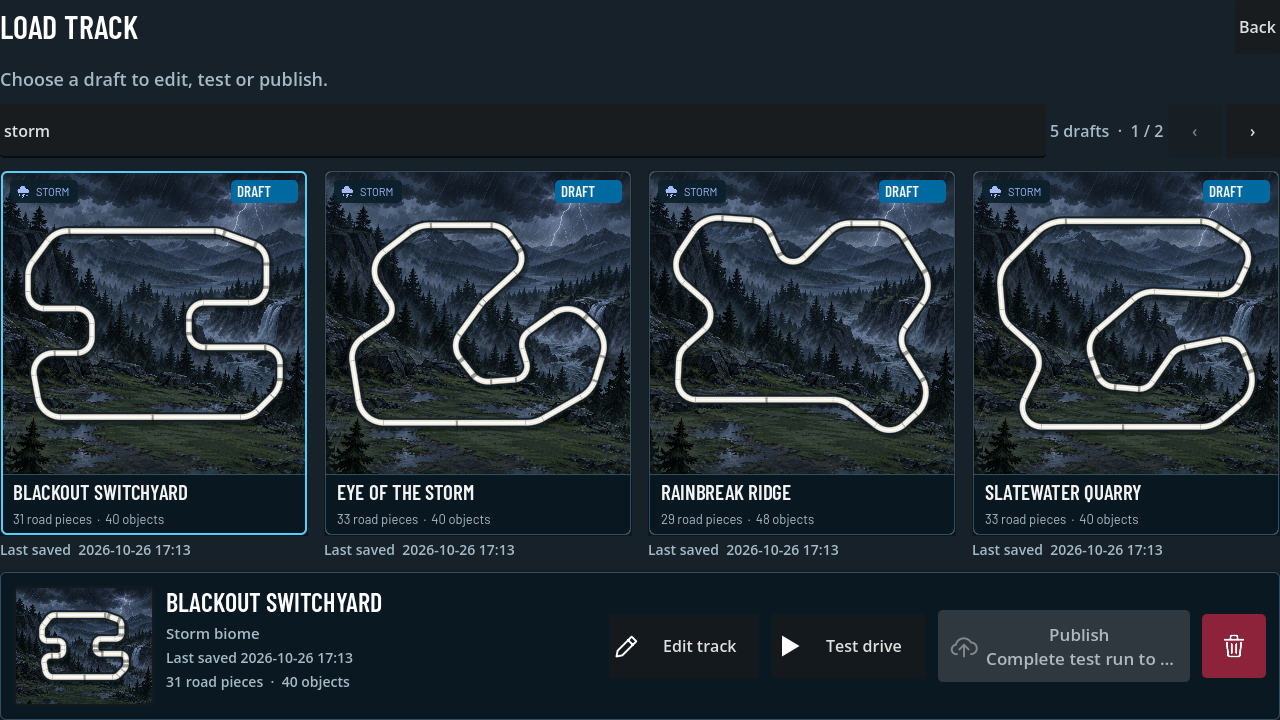 LOAD TRACK
Back
Choose a draft to edit, test or publish.
storm
5 drafts · 1 / 2
‹
›
STORM
DRAFT
STORM
DRAFT
STORM
DRAFT
STORM
DRAFT
BLACKOUT SWITCHYARD
31 road pieces · 40 objects
Last saved 2026-10-26 17:13
EYE OF THE STORM
33 road pieces · 40 objects
Last saved 2026-10-26 17:13
RAINBREAK RIDGE
29 road pieces · 48 objects
Last saved 2026-10-26 17:13
SLATEWATER QUARRY
33 road pieces · 40 objects
Last saved 2026-10-26 17:13
BLACKOUT SWITCHYARD
Storm biome
Last saved 2026-10-26 17:13
31 road pieces · 40 objects
Edit track
Test drive
Publish
Complete test run to ...